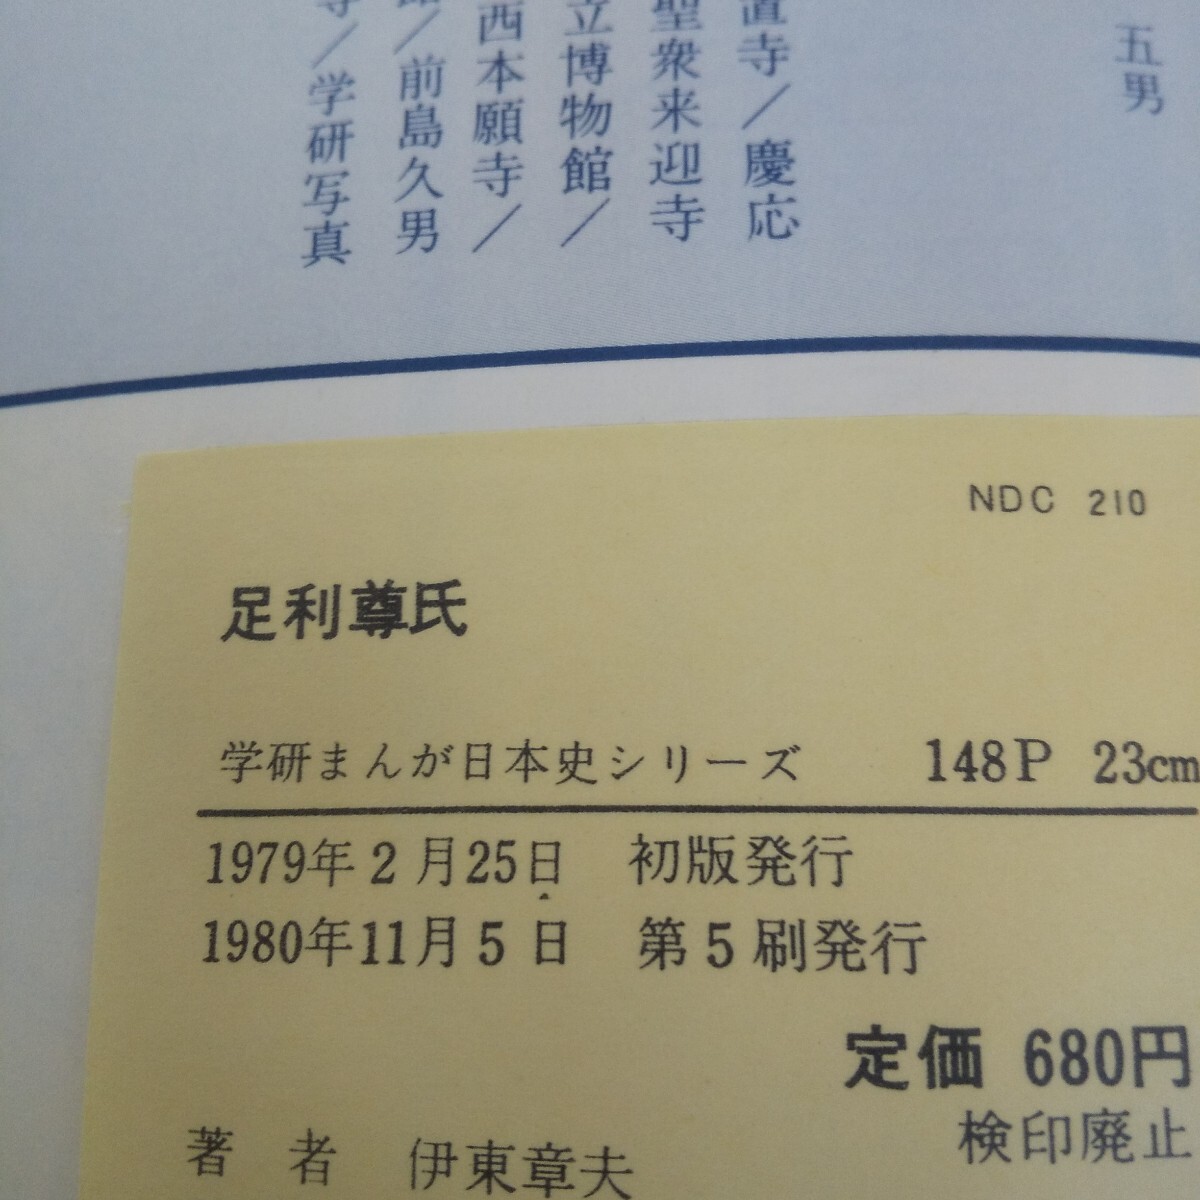 五男
置寺／慶応
聖衆来迎寺
立博物館／
西本願寺／
／前島久男
／学研写真
NDC 210
足利尊氏
学研まんが日本史シリーズ 148P 23cm
1979年2月25日 初版発行
1980年11月5日 第5刷発行
定価 680円
検印廃止
著者 伊東章夫